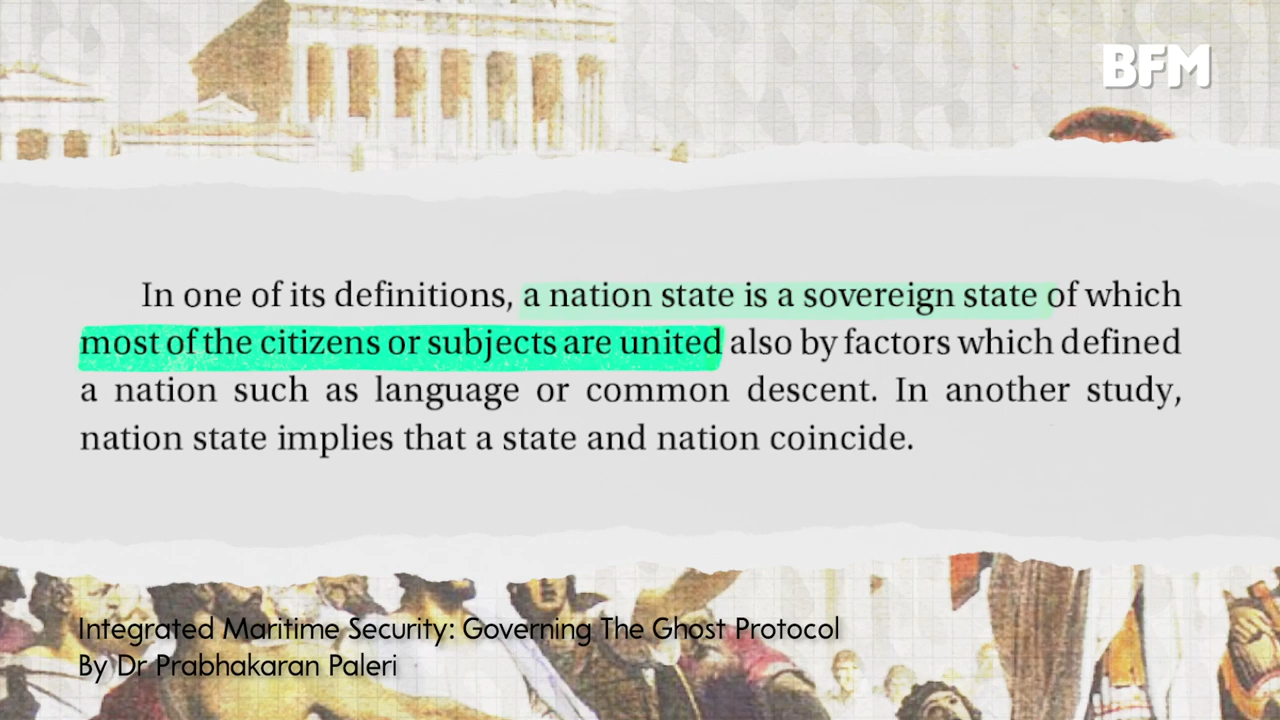 BFM
In one of its definitions, a nation state is a sovereign state of which
most of the citizens or subjects are united also by factors which defined
a nation such as language or common descent. In another study,
nation state implies that a state and nation coincide.
Integrated Maritime Security: Governing The Ghost Protocol
By Dr Prabhakaran Paleri